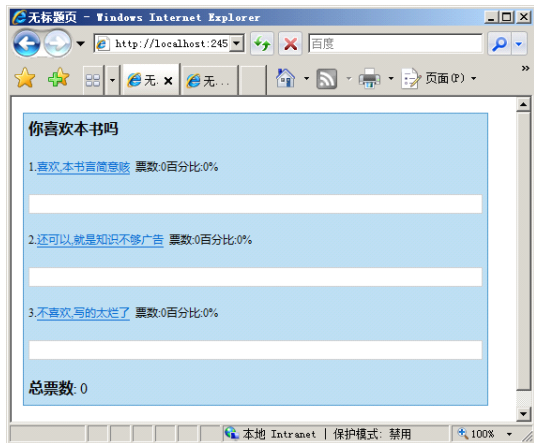 无标题页 - Windows Internet Explorer
http://localhost:245
百度
无.
无...
页面(P)
»
你喜欢本书吗
1.喜欢,本书言简意赅 票数:0百分比:0%
2.还可以,就是知识不够广告 票数:0百分比:0%
3.不喜欢,写的太烂了 票数:0百分比:0%
总票数: 0
本地 Intranet | 保护模式: 禁用
100%